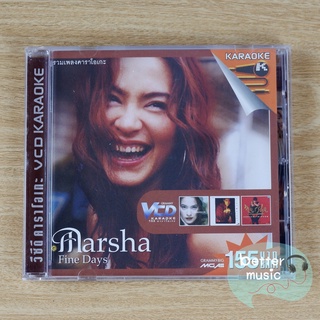 รวมเพลงคาราโอเกะ
KARAOKE
วีซีดี คาราโอเกะ VCD KARAOKE
VCD
KARAOKE
Marsha
Fine Days
GRAMMY BIG
MGA
155
better
music